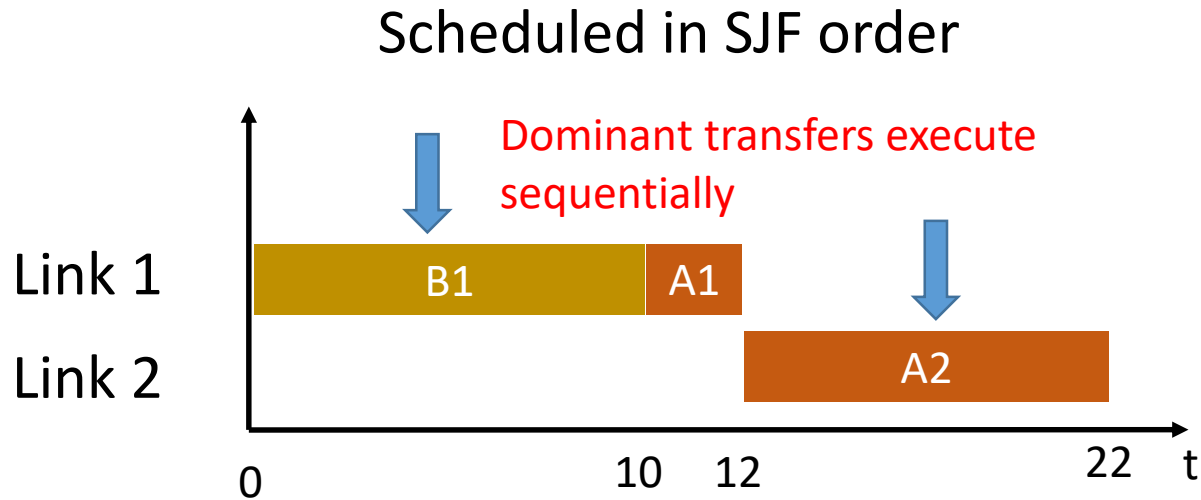 Scheduled in SJF order
Dominant transfers execute
sequentially
Link 1
B1
A1
Link 2
A2
0
10
12
22
t